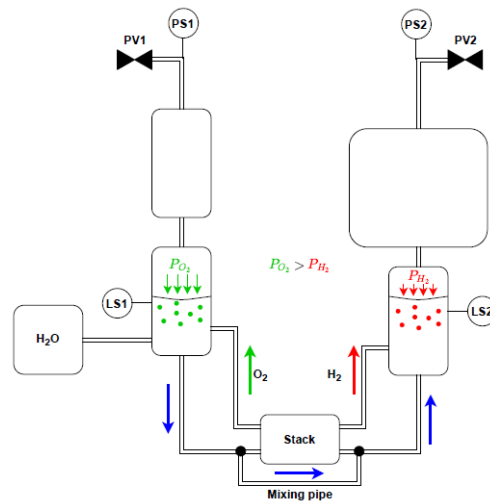 PS1
PS2
PV1
PV2
P_{O_2}
P_{O_2} > P_{H_2}
P_{H_2}
LS1
LS2
H₂O
O₂
H₂
Stack
Mixing pipe